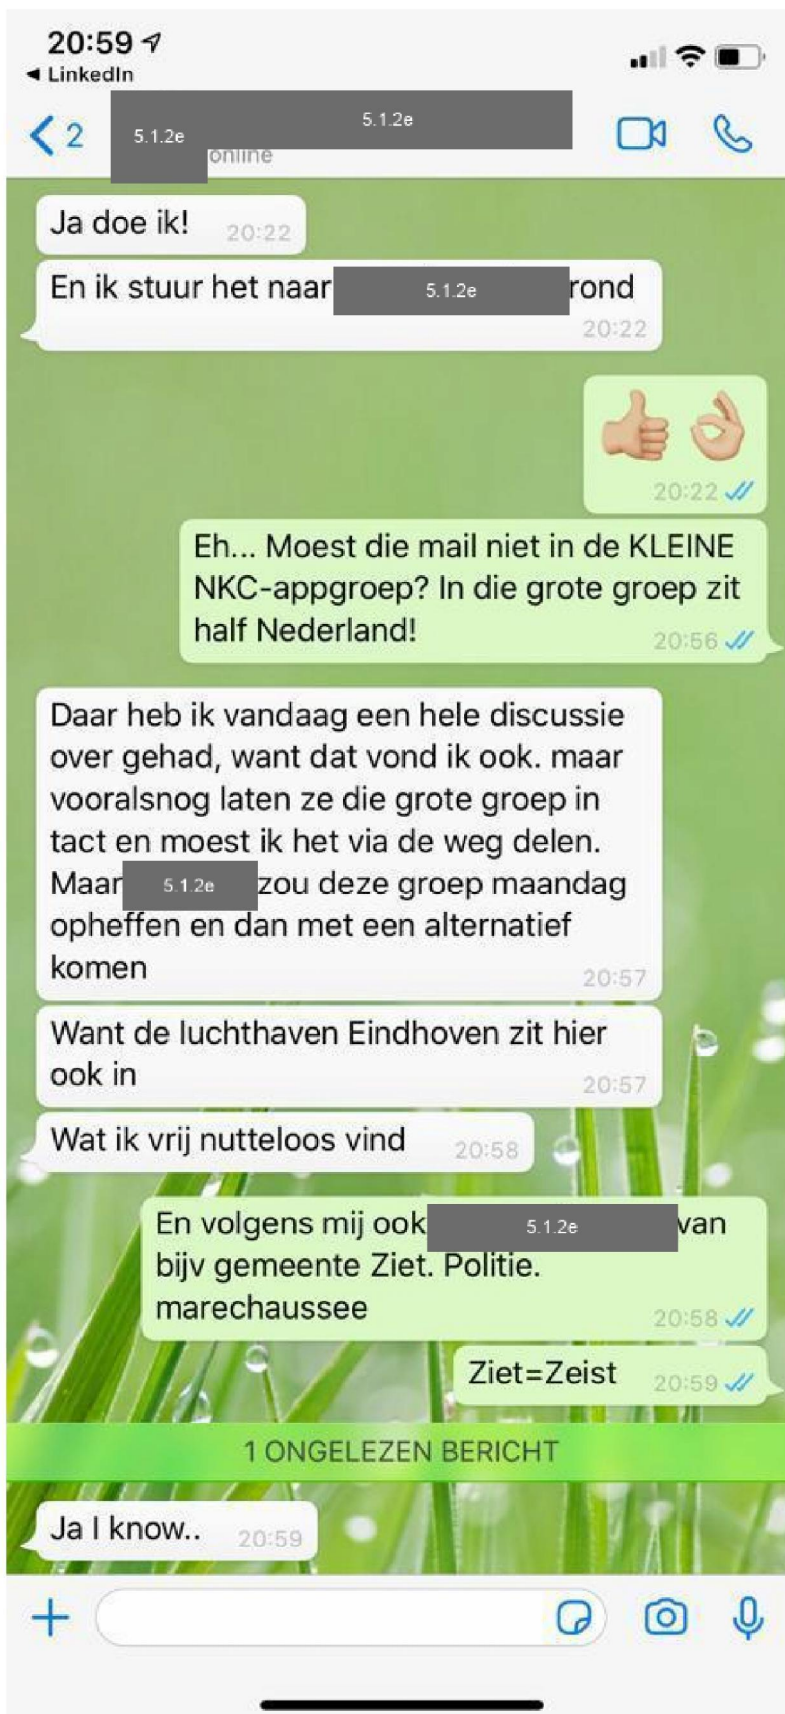 20:59
◀ LinkedIn
2
5.1.2e
5.1.2e
online
Ja doe ik!
20:22
En ik stuur het naar 5.1.2e rond
20:22
20:22
Eh... Moest die mail niet in de KLEINE
NKC-appgroep? In die grote groep zit
half Nederland!
20:56
Daar heb ik vandaag een hele discussie
over gehad, want dat vond ik ook. maar
vooralsnog laten ze die grote groep in
tact en moest ik het via de weg delen.
Maar 5.1.2e zou deze groep maandag
opheffen en dan met een alternatief
komen
20:57
Want de luchthaven Eindhoven zit hier
ook in
20:57
Wat ik vrij nutteloos vind
20:58
En volgens mij ook 5.1.2e van
bijv gemeente Ziet. Politie.
marechaussee
20:58
Ziet=Zeist
20:59
1 ONGELEZEN BERICHT
Ja I know..
20:59